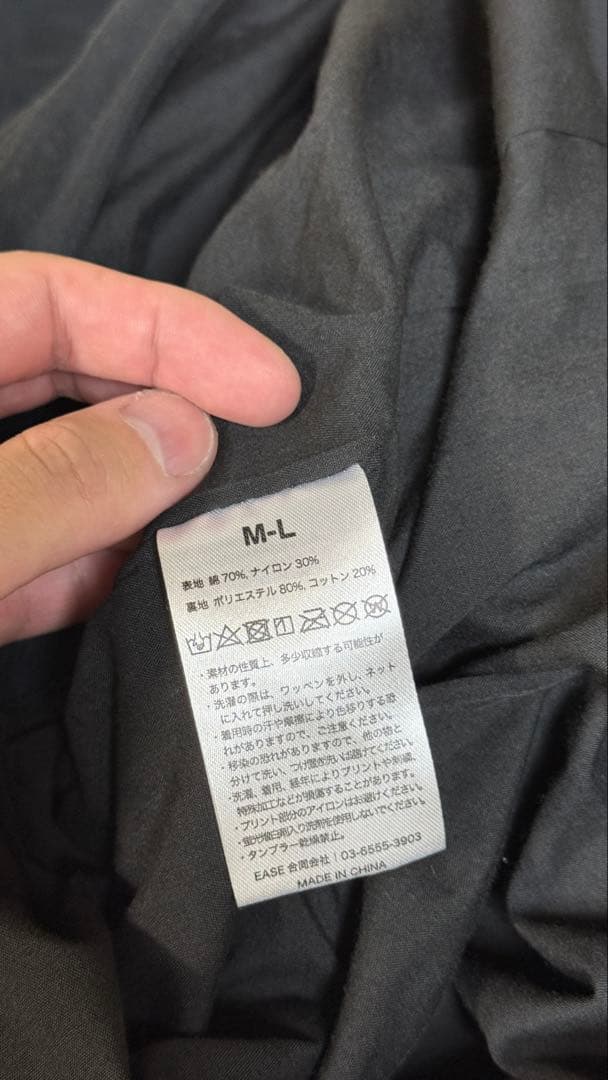 M-L
表地 綿 70%, ナイロン 30%
裏地 ポリエステル 80%, コットン 20%
・素材の性質上、多少収縮する可能性が
あります。
・洗濯の際は、ワッペンを外し、ネット
に入れて押し洗いしてください。
・着用時の汗や摩擦により色移りする恐
れがありますので、ご注意ください。
・移染の恐れがありますので、他の物と
分けて洗い、つけ置き洗いは避けてください。
・洗濯、着用、経年によりプリントや刺繍、
特殊加工などが損傷することがあります。
・プリント部分のアイロンはお避けください。
・蛍光増白剤入り洗剤を使用しないでください。
・タンブラー乾燥禁止。
EASE 合同会社 | 03-6555-3903
MADE IN CHINA